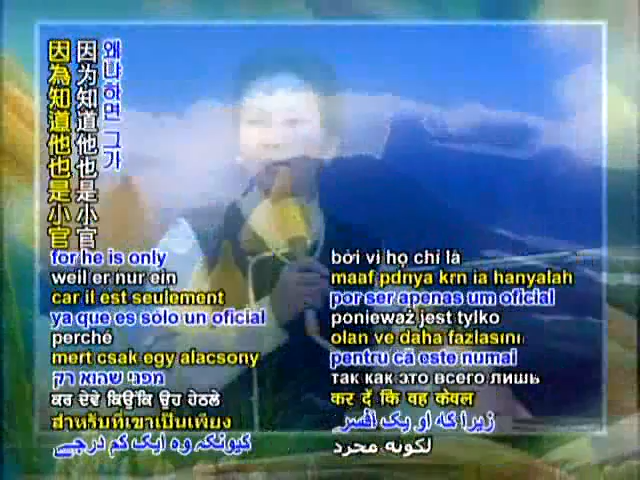 因為知道他也是小官
因为知道他也是小官
왜냐하면 그가
for he is only
weil er nur ein
car il est seulement
ya que es sólo un oficial
perché
mert csak egy alacsony
מפני שהוא רק
ਕਰ ਦੇਵੇ ਕਿਉਂਕਿ ਉਹ ਹੇਠਲੇ
สำหรับที่เขาเป็นเพียง
کیونکہ وہ ایک کم درجے
bởi vì họ chỉ là
maaf pdnya krn ia hanyalah
por ser apenas um oficial
ponieważ jest tylko
olan ve daha fazlasını
pentru că este numai
так как это всего лишь
कर दें कि वह केवल
زیرا که او یک افسر
لكونه مجرد